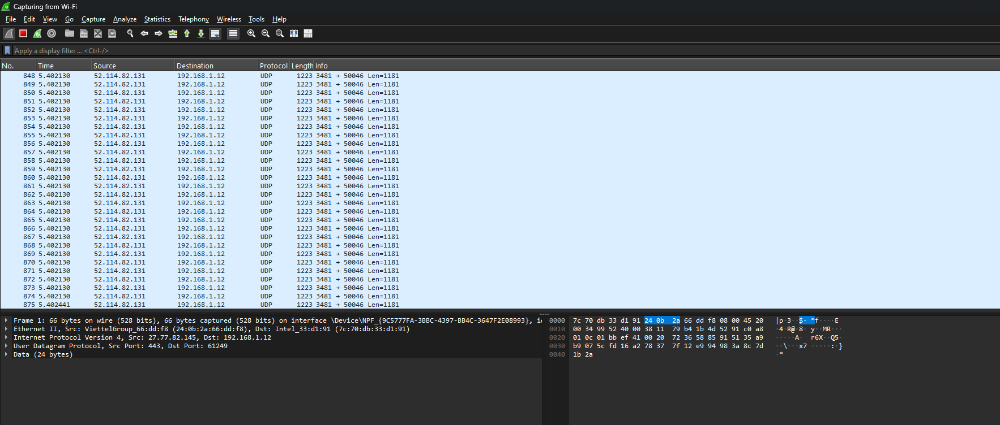 Capturing from Wi-Fi
File Edit View Go Capture Analyze Statistics Telephony Wireless Tools Help
Apply a display filter ... <Ctrl-/>
No. Time Source Destination Protocol Length Info
848 5.402130 52.114.82.131 192.168.1.12 UDP 1223 3481 → 50046 Len=1181
849 5.402130 52.114.82.131 192.168.1.12 UDP 1223 3481 → 50046 Len=1181
850 5.402130 52.114.82.131 192.168.1.12 UDP 1223 3481 → 50046 Len=1181
851 5.402130 52.114.82.131 192.168.1.12 UDP 1223 3481 → 50046 Len=1181
852 5.402130 52.114.82.131 192.168.1.12 UDP 1223 3481 → 50046 Len=1181
853 5.402130 52.114.82.131 192.168.1.12 UDP 1223 3481 → 50046 Len=1181
854 5.402130 52.114.82.131 192.168.1.12 UDP 1223 3481 → 50046 Len=1181
855 5.402130 52.114.82.131 192.168.1.12 UDP 1223 3481 → 50046 Len=1181
856 5.402130 52.114.82.131 192.168.1.12 UDP 1223 3481 → 50046 Len=1181
857 5.402130 52.114.82.131 192.168.1.12 UDP 1223 3481 → 50046 Len=1181
858 5.402130 52.114.82.131 192.168.1.12 UDP 1223 3481 → 50046 Len=1181
859 5.402130 52.114.82.131 192.168.1.12 UDP 1223 3481 → 50046 Len=1181
860 5.402130 52.114.82.131 192.168.1.12 UDP 1223 3481 → 50046 Len=1181
861 5.402130 52.114.82.131 192.168.1.12 UDP 1223 3481 → 50046 Len=1181
862 5.402130 52.114.82.131 192.168.1.12 UDP 1223 3481 → 50046 Len=1181
863 5.402130 52.114.82.131 192.168.1.12 UDP 1223 3481 → 50046 Len=1181
864 5.402130 52.114.82.131 192.168.1.12 UDP 1223 3481 → 50046 Len=1181
865 5.402130 52.114.82.131 192.168.1.12 UDP 1223 3481 → 50046 Len=1181
866 5.402130 52.114.82.131 192.168.1.12 UDP 1223 3481 → 50046 Len=1181
867 5.402130 52.114.82.131 192.168.1.12 UDP 1223 3481 → 50046 Len=1181
868 5.402130 52.114.82.131 192.168.1.12 UDP 1223 3481 → 50046 Len=1181
869 5.402130 52.114.82.131 192.168.1.12 UDP 1223 3481 → 50046 Len=1181
870 5.402130 52.114.82.131 192.168.1.12 UDP 1223 3481 → 50046 Len=1181
871 5.402130 52.114.82.131 192.168.1.12 UDP 1223 3481 → 50046 Len=1181
872 5.402130 52.114.82.131 192.168.1.12 UDP 1223 3481 → 50046 Len=1181
873 5.402130 52.114.82.131 192.168.1.12 UDP 1223 3481 → 50046 Len=1181
874 5.402130 52.114.82.131 192.168.1.12 UDP 1223 3481 → 50046 Len=1181
875 5.402441 52.114.82.131 192.168.1.12 UDP 1223 3481 → 50046 Len=1181
Frame 1: 66 bytes on wire (528 bits), 66 bytes captured (528 bits) on interface \Device\NPF_{9C5777FA-3BBC-4397-BB4C-3647F2E08993},
Ethernet II, Src: ViettelGroup_66:dd:f8 (24:0b:2a:66:dd:f8), Dst: Intel_33:d1:91 (7c:70:db:33:d1:91)
Internet Protocol Version 4, Src: 27.77.82.145, Dst: 192.168.1.12
User Datagram Protocol, Src Port: 443, Dst Port: 61249
Data (24 bytes)
0000 7c 70 db 33 d1 91 24 0b 2a 66 dd f8 08 00 45 20 |p·3··$· *f····E
0010 00 34 99 52 40 00 38 11 79 b4 1b 4d 52 91 c0 a8 ·4·R@·8· y··MR···
0020 01 0c 01 bb ef 41 00 20 72 36 58 85 91 51 35 a9 ·····A· r6X··Q5·
0030 b9 07 5c fd 16 a2 78 37 7f 12 e9 94 98 3a 8c 7d ··\···x7 ·····:·}
0040 1b 2a ·*